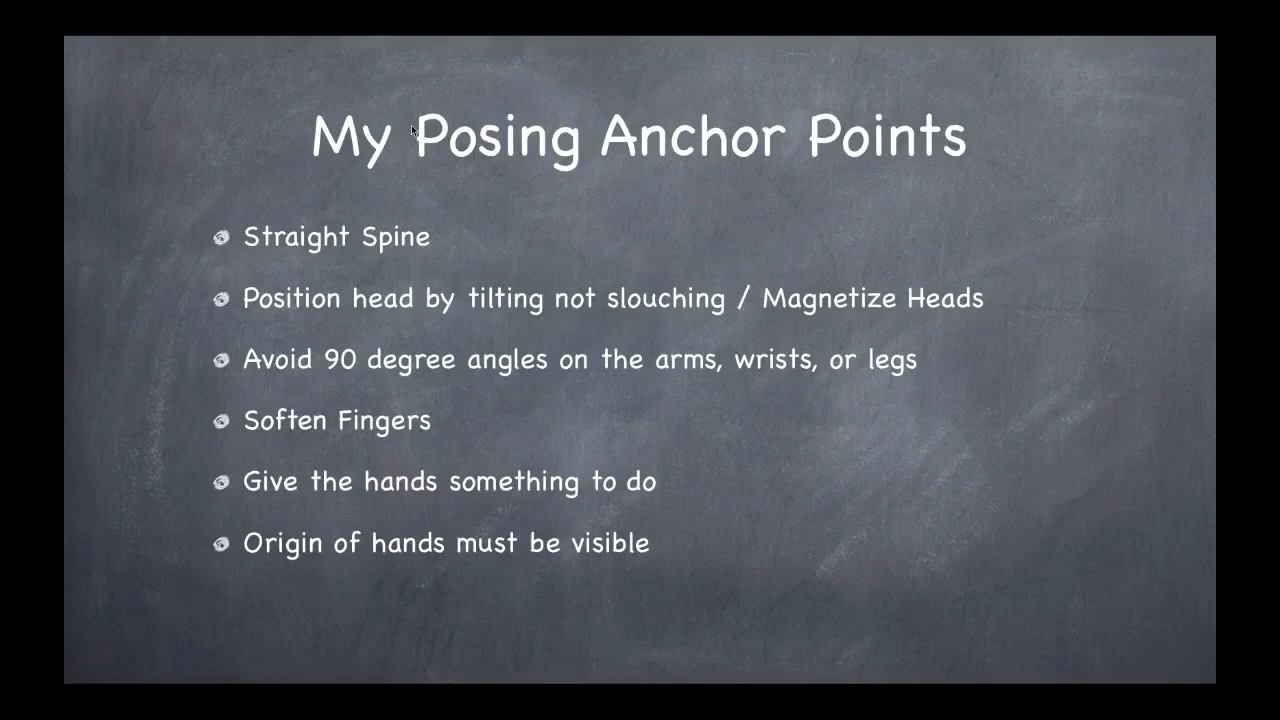 My Posing Anchor Points
Straight Spine
Position head by tilting not slouching / Magnetize Heads
Avoid 90 degree angles on the arms, wrists, or legs
Soften Fingers
Give the hands something to do
Origin of hands must be visible